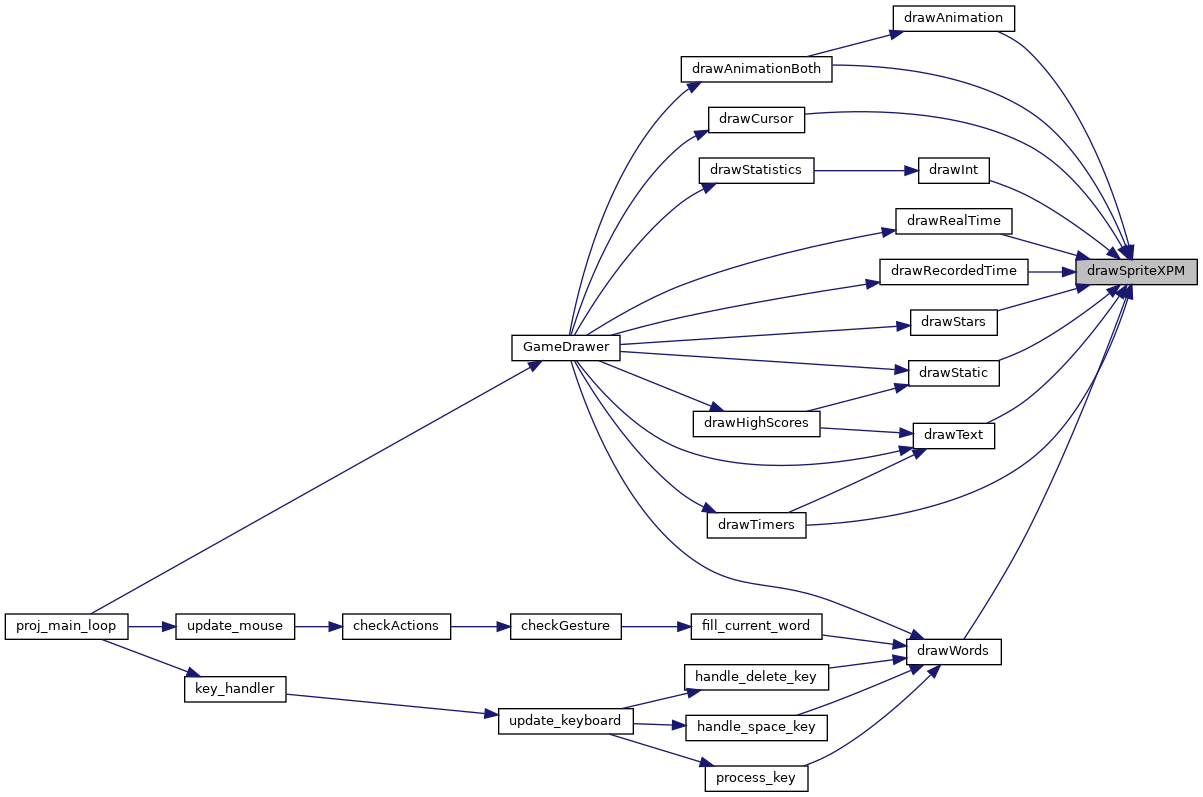 drawAnimation
drawAnimationBoth
drawCursor
drawStatistics
drawInt
drawRealTime
drawRecordedTime
drawSpriteXPM
drawStars
GameDrawer
drawStatic
drawHighScores
drawText
drawTimers
proj_main_loop
update_mouse
checkActions
checkGesture
fill_current_word
drawWords
handle_delete_key
key_handler
update_keyboard
handle_space_key
process_key